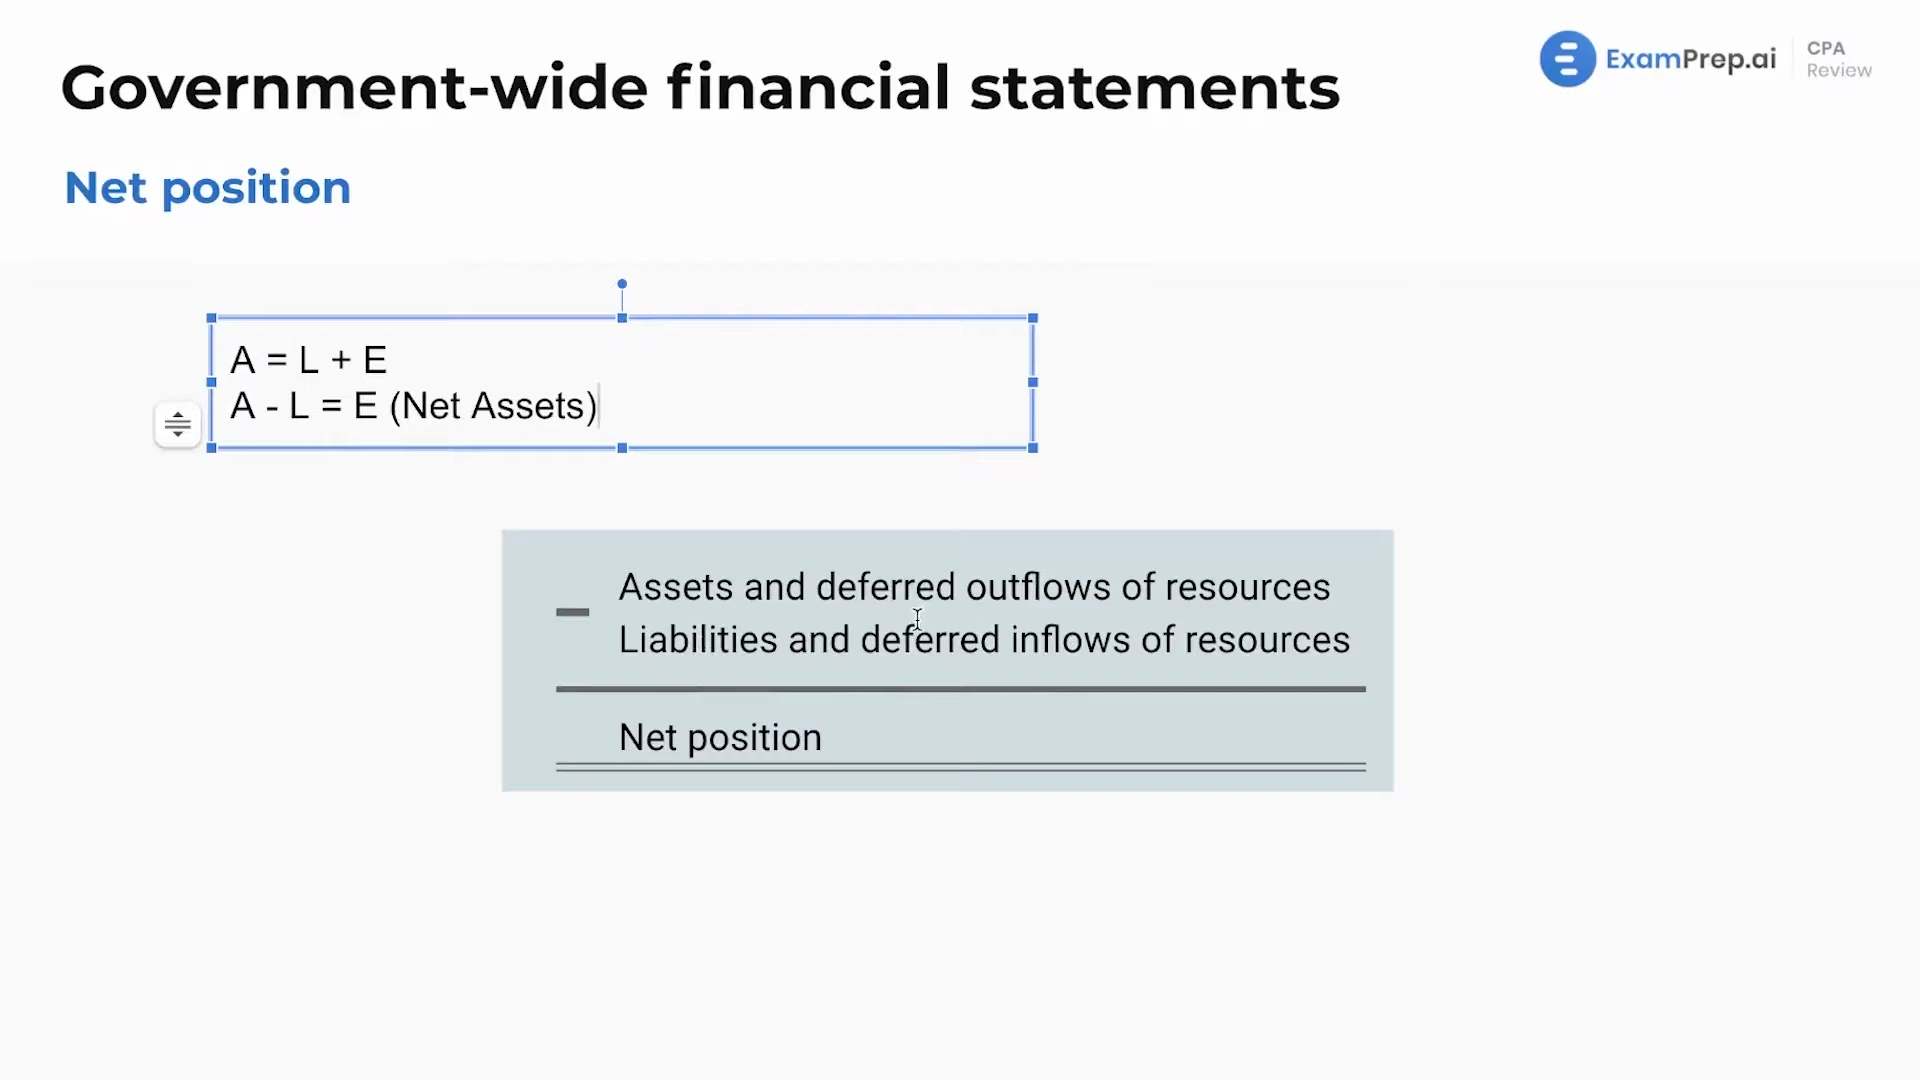 Government-wide financial statements
ExamPrep.ai
CPA
Review
Net position
A = L + E
A - L = E (Net Assets)
Assets and deferred outflows of resources
Liabilities and deferred inflows of resources
Net position